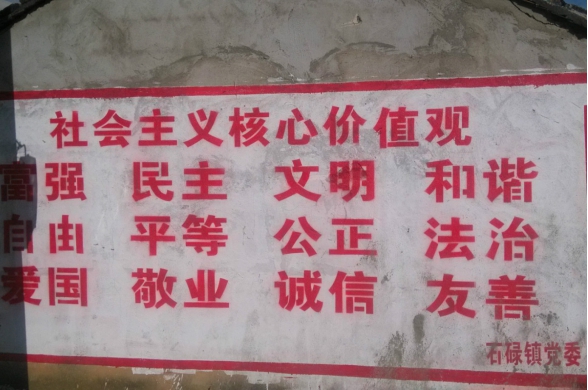 社会主义核心价值观
富强 民主 文明 和谐
自由 平等 公正 法治
爱国 敬业 诚信 友善
石碌镇党委